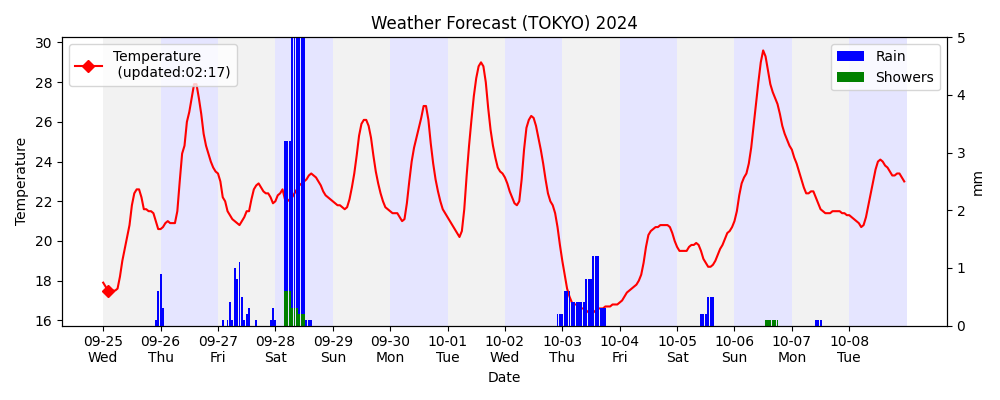 Weather Forecast (TOKYO) 2024
Temperature
(updated:02:17)
Rain
Showers
Temperature
30
28
26
24
22
20
18
16
5
4
3
2
1
0
mm
09-25 09-26 09-27 09-28 09-29 09-30 10-01 10-02 10-03 10-04 10-05 10-06 10-07 10-08
Wed Thu Fri Sat Sun Mon Tue Wed Thu Fri Sat Sun Mon Tue
Date